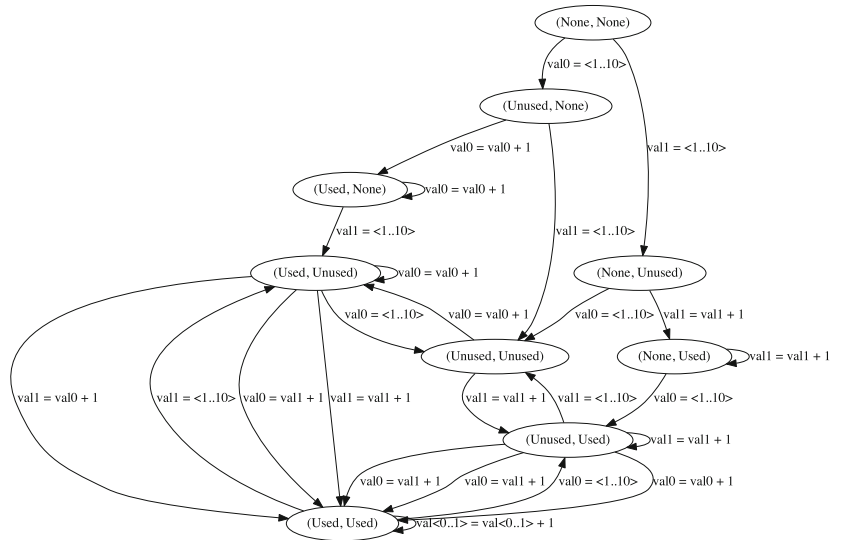 (None, None)
val0 = <1..10>
(Unused, None)
val0 = val0 + 1
val1 = <1..10>
(Used, None)
val0 = val0 + 1
val1 = <1..10>
val1 = <1..10>
(Used, Unused)
val0 = val0 + 1
(None, Unused)
val0 = <1..10>
val0 = val0 + 1
val0 = <1..10>
val1 = val1 + 1
(Unused, Unused)
(None, Used)
val1 = val1 + 1
val1 = val0 + 1
val1 = <1..10>
val0 = val1 + 1
val1 = val1 + 1
val1 = val1 + 1
val1 = <1..10>
val0 = <1..10>
(Unused, Used)
val1 = val1 + 1
val0 = val1 + 1
val0 = val1 + 1
val0 = <1..10>
val0 = val0 + 1
(Used, Used)
val<0..1> = val<0..1> + 1